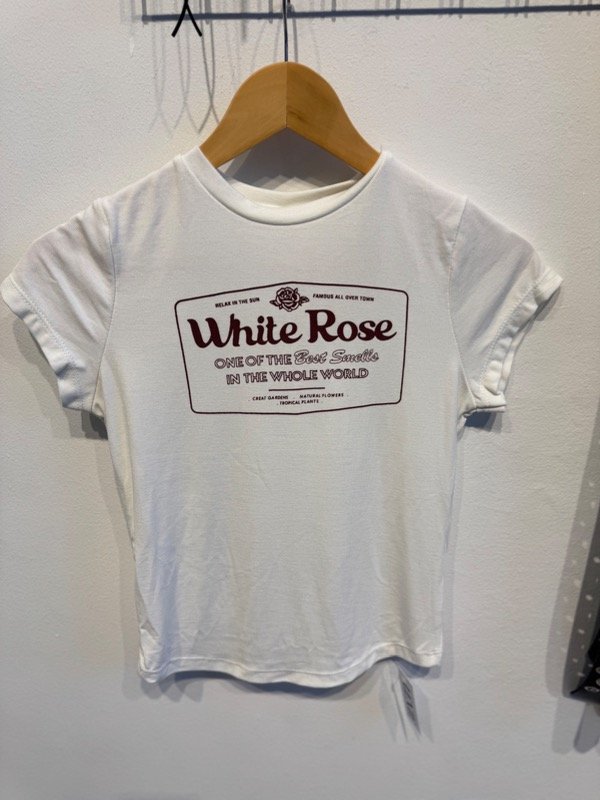 RELAX IN THE SUN FAMOUS ALL OVER TOWN
White Rose
ONE OF THE Best Smells
IN THE WHOLE WORLD
GREAT GARDENS . NATURAL FLOWERS .
. TROPICAL PLANTS .